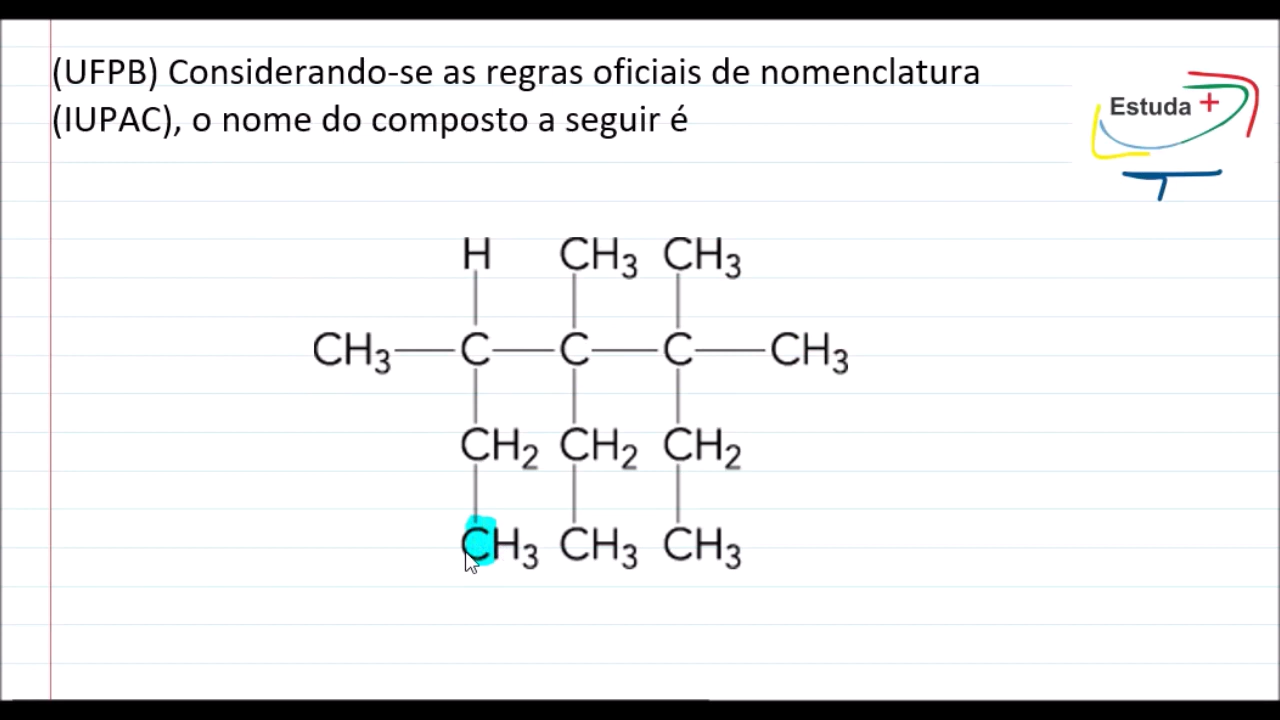 (UFPB) Considerando-se as regras oficiais de nomenclatura
(IUPAC), o nome do composto a seguir é
Estuda +
H CH3 CH3
CH3 C C C CH3
CH2 CH2 CH2
CH3 CH3 CH3